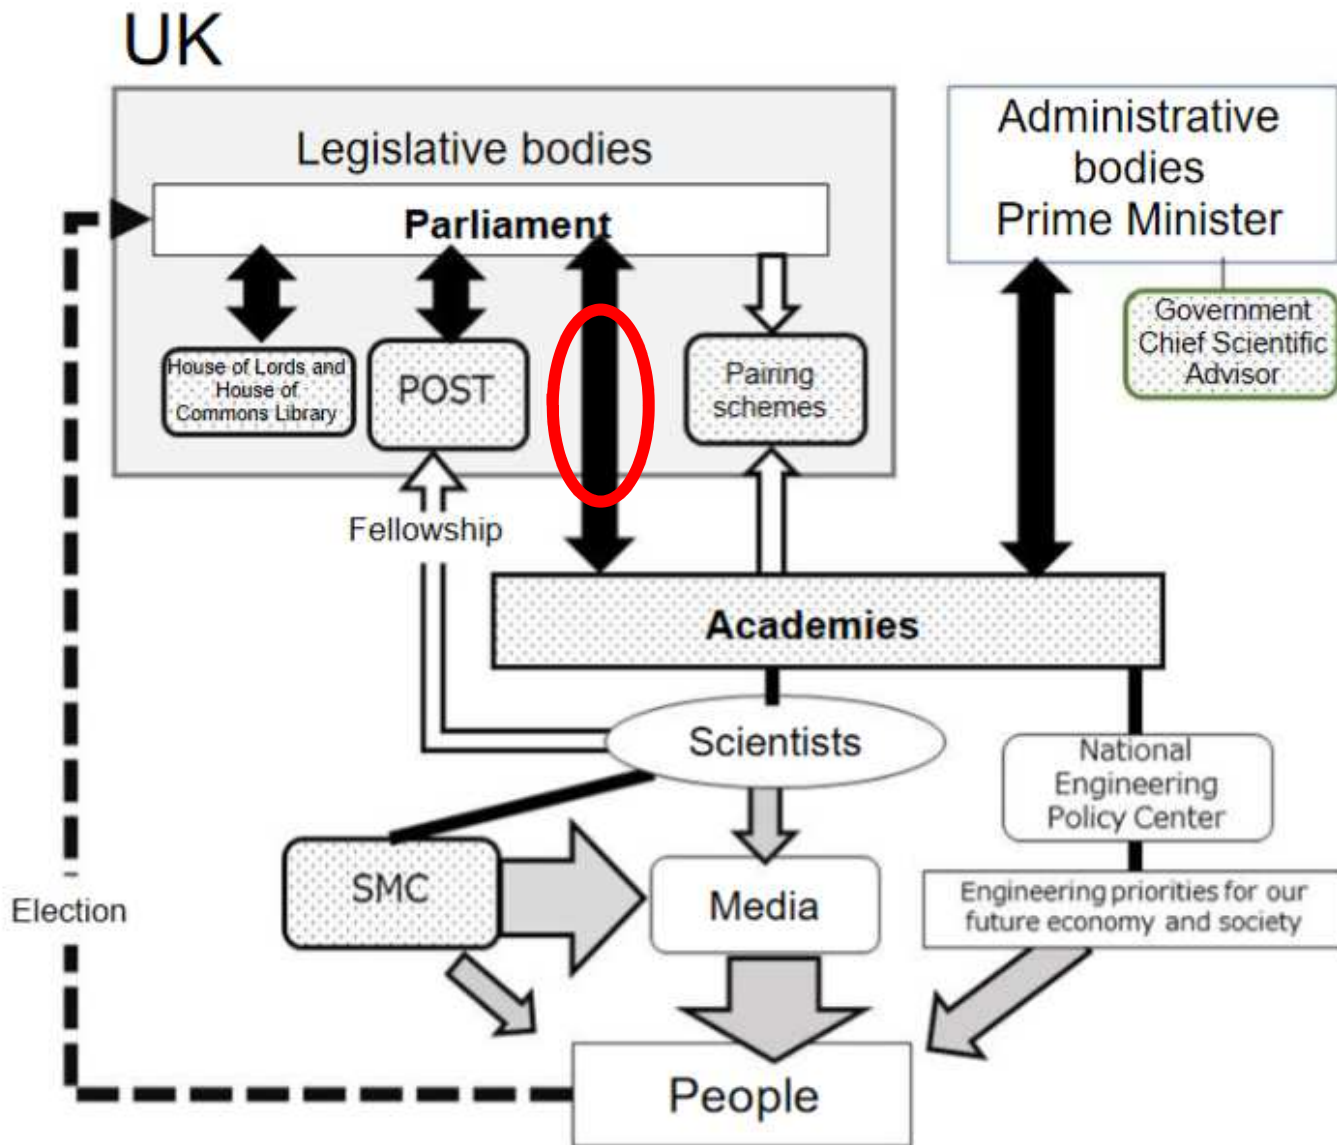 UK
Legislative bodies
Parliament
House of Lords and
House of
Commons Library
POST
Pairing
schemes
Administrative
bodies
Prime Minister
Government
Chief Scientific
Advisor
Fellowship
Academies
Scientists
National
Engineering
Policy Center
SMC
Media
Engineering priorities for our
future economy and society
Election
People